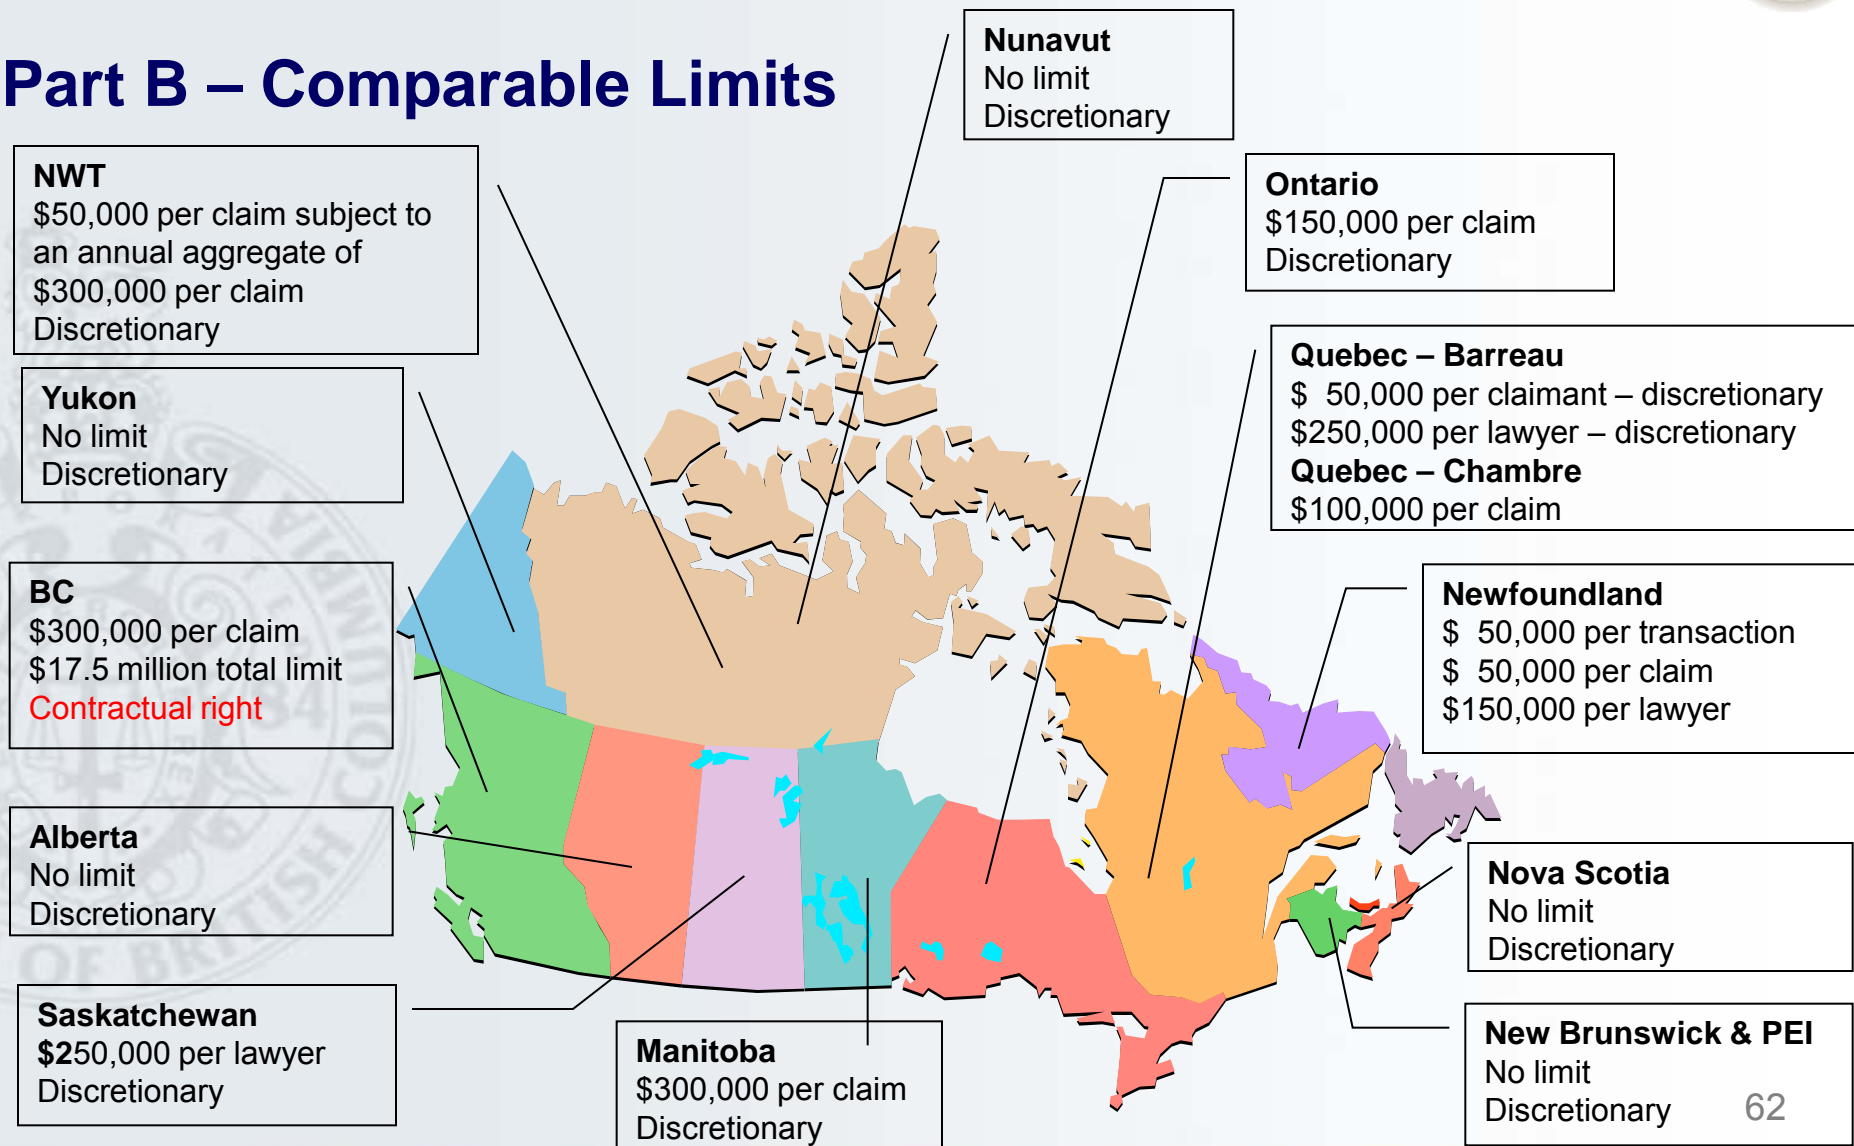 Part B – Comparable Limits
Nunavut
No limit
Discretionary
NWT
$50,000 per claim subject to
an annual aggregate of
$300,000 per claim
Discretionary
Ontario
$150,000 per claim
Discretionary
Yukon
No limit
Discretionary
Quebec – Barreau
$ 50,000 per claimant – discretionary
$250,000 per lawyer – discretionary
Quebec – Chambre
$100,000 per claim
BC
$300,000 per claim
$17.5 million total limit
Contractual right
Newfoundland
$ 50,000 per transaction
$ 50,000 per claim
$150,000 per lawyer
Alberta
No limit
Discretionary
Nova Scotia
No limit
Discretionary
Saskatchewan
$250,000 per lawyer
Discretionary
Manitoba
$300,000 per claim
Discretionary
New Brunswick & PEI
No limit
Discretionary
62
OF BRITISH